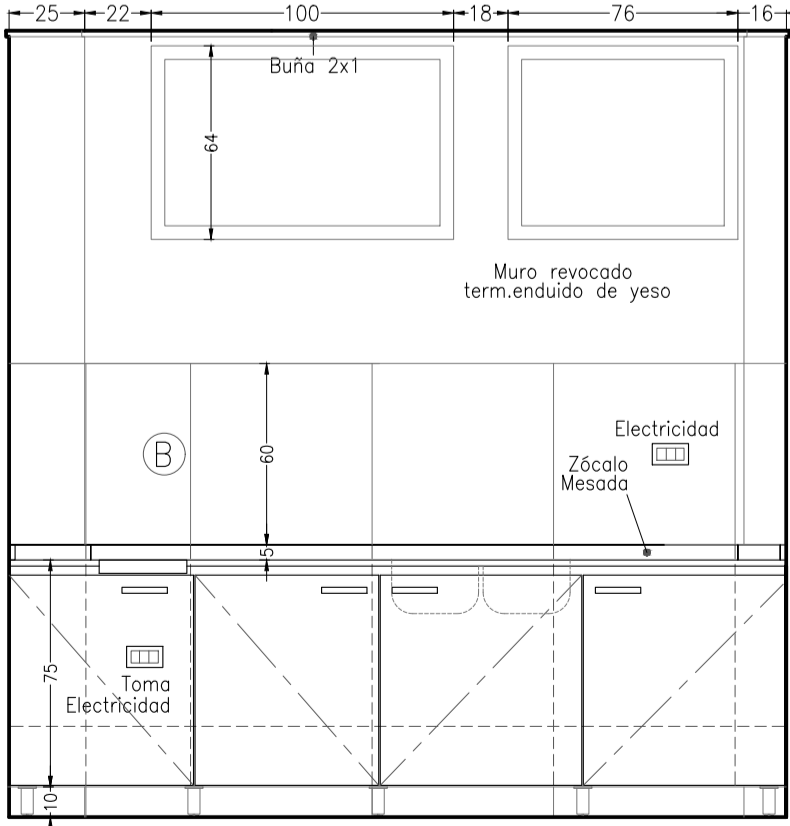 25 22 100 18 76 16
Buña 2x1
64
Muro revocado
term.enduido de yeso
60
B
Electricidad
Zócalo
Mesada
5
75
Toma
Electricidad
10